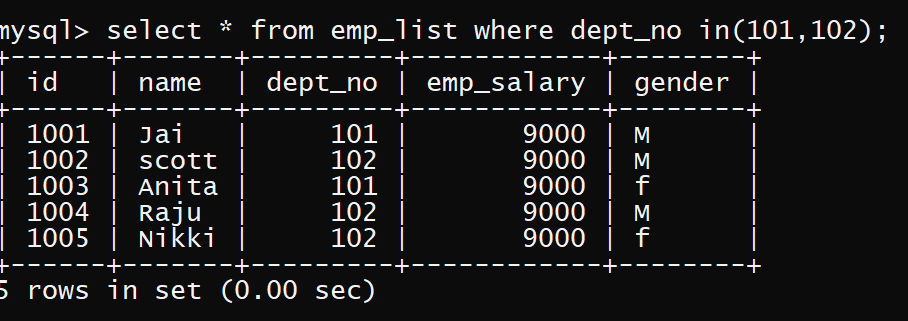 mysql> select * from emp_list where dept_no in(101,102);
+------+-------+---------+------------+--------+
| id   | name  | dept_no | emp_salary | gender |
+------+-------+---------+------------+--------+
| 1001 | Jai   |     101 |       9000 | M      |
| 1002 | scott |     102 |       9000 | M      |
| 1003 | Anita |     101 |       9000 | f      |
| 1004 | Raju  |     102 |       9000 | M      |
| 1005 | Nikki |     102 |       9000 | f      |
+------+-------+---------+------------+--------+
5 rows in set (0.00 sec)